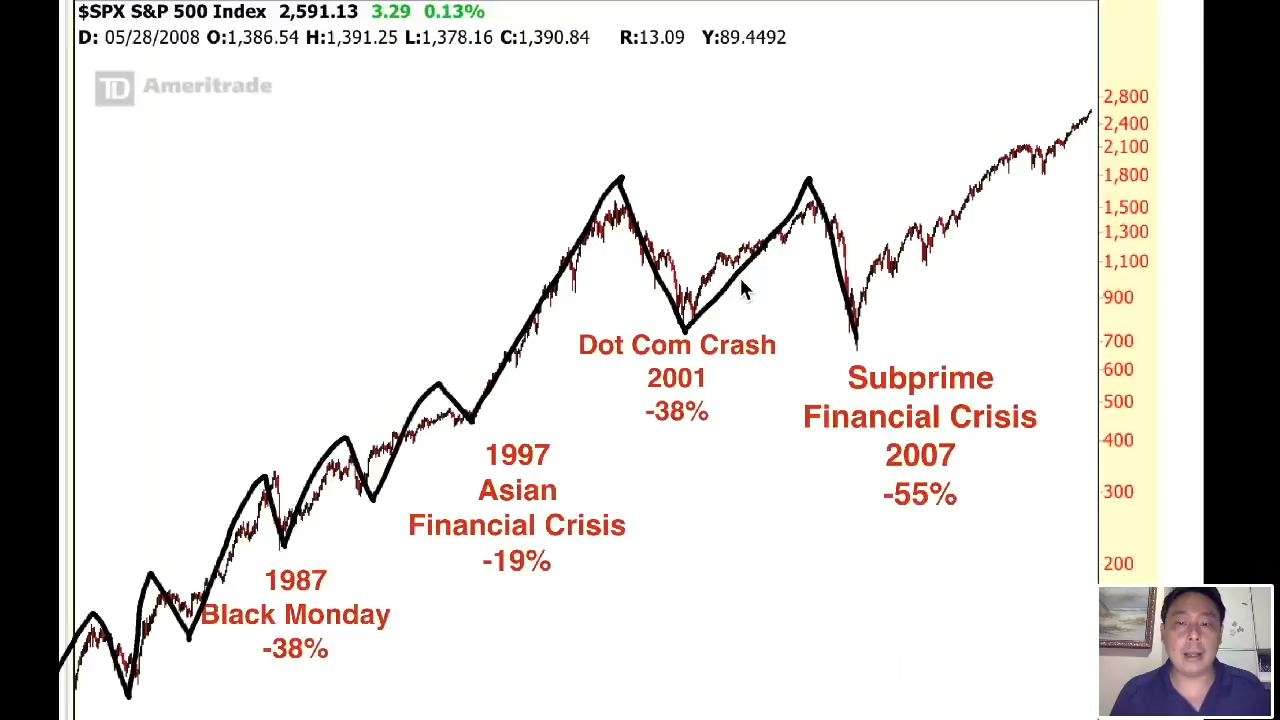 $SPX S&P 500 Index 2,591.13 3.29 0.13%
D: 05/28/2008 O:1,386.54 H:1,391.25 L:1,378.16 C:1,390.84 R:13.09 Y:89.4492
TD Ameritrade
2,800
2,400
2,100
1,800
1,500
1,300
1,100
900
700
600
500
400
300
200
Dot Com Crash
2001
-38%
Subprime
Financial Crisis
2007
-55%
1997
Asian
Financial Crisis
-19%
1987
Black Monday
-38%